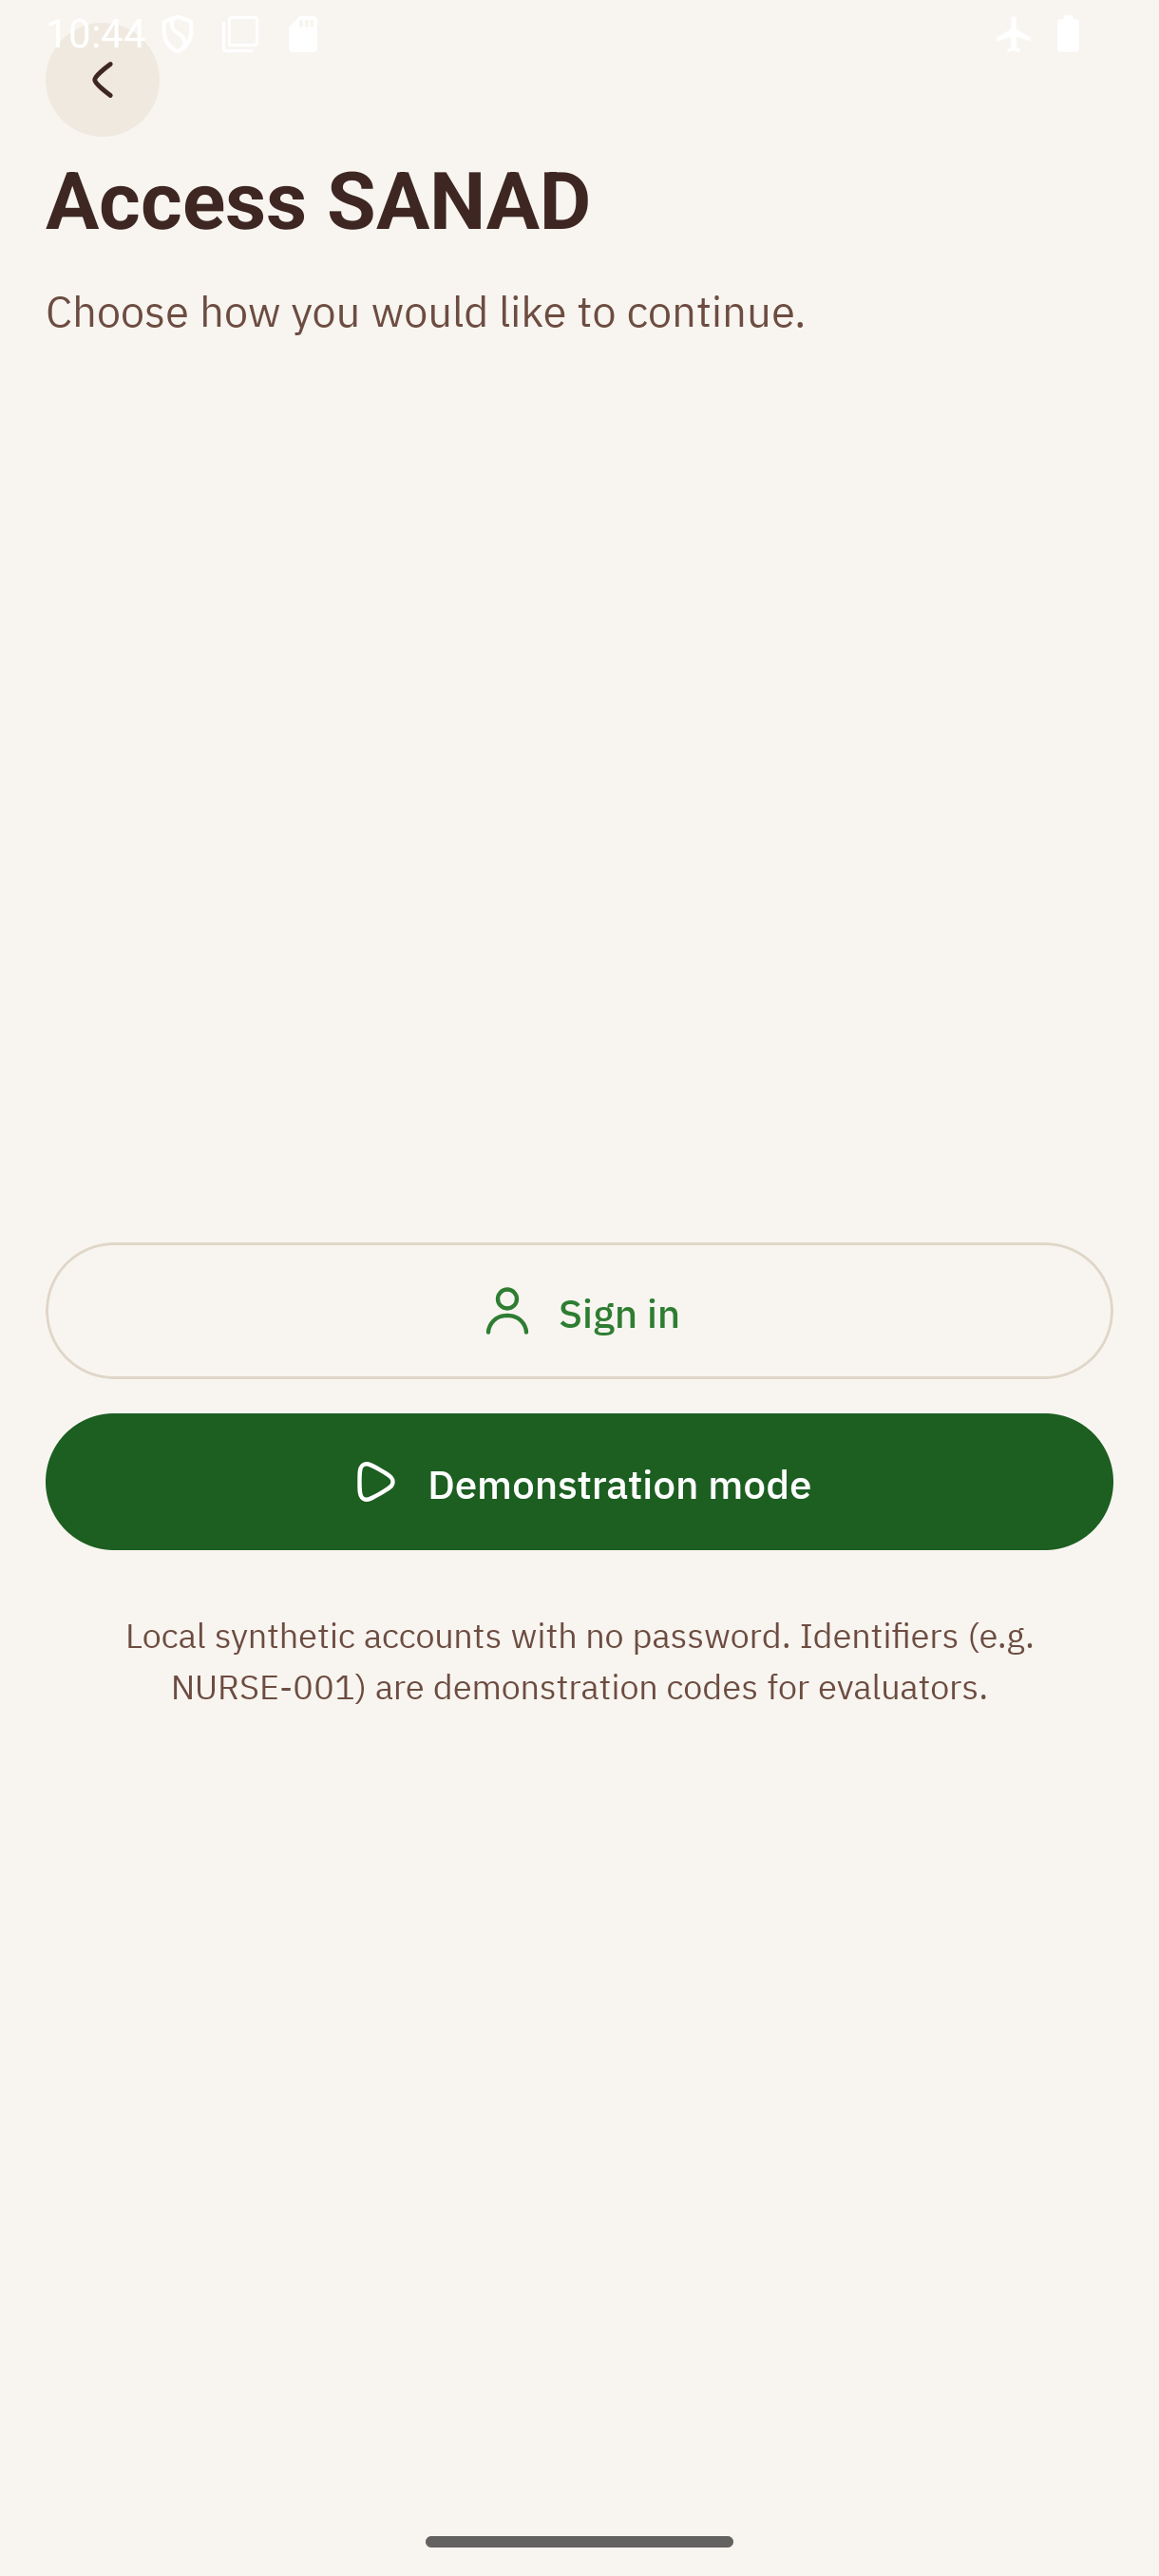 10:44
Access SANAD
Choose how you would like to continue.
Sign in
Demonstration mode
Local synthetic accounts with no password. Identifiers (e.g.
NURSE-001) are demonstration codes for evaluators.